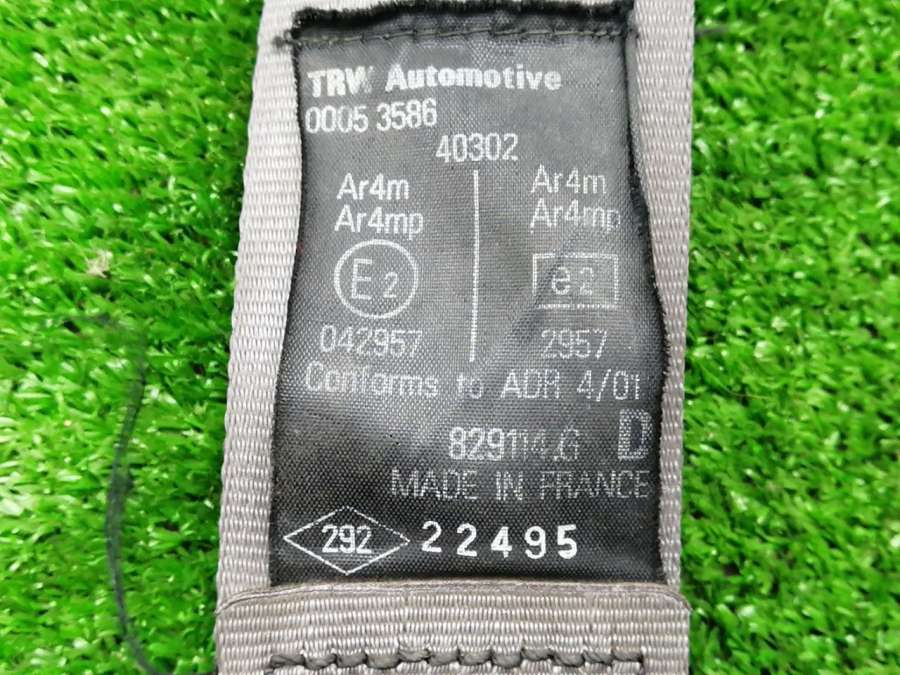 TRW Automotive
0005 3586
40302
Ar4m Ar4m
Ar4mp Ar4mp
E2 e2
042957 2957
Conforms to ADR 4/01
D
MADE IN FRANCE
292 22495